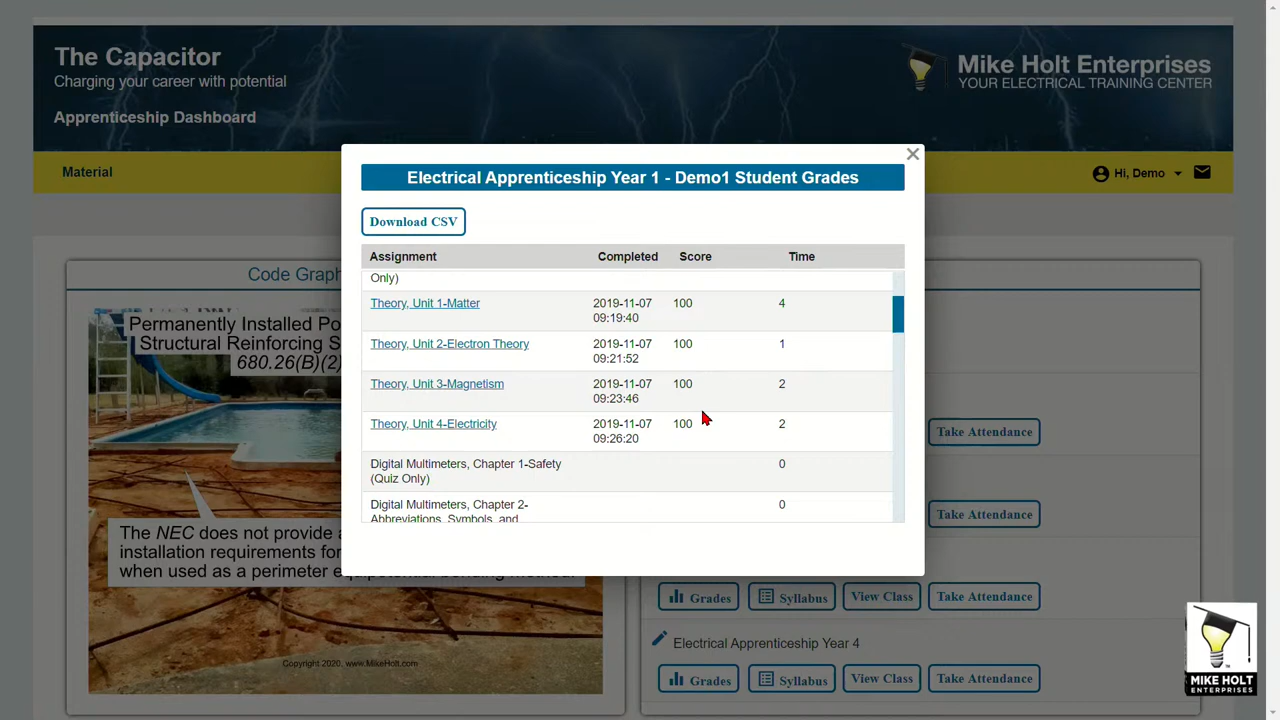 The Capacitor
Charging your career with potential
Apprenticeship Dashboard
Mike Holt Enterprises
YOUR ELECTRICAL TRAINING CENTER
Material
Hi, Demo
Electrical Apprenticeship Year 1 - Demo1 Student Grades
Download CSV
Assignment Completed Score Time
Only)
Theory, Unit 1-Matter 2019-11-07 100 4
09:19:40
Theory, Unit 2-Electron Theory 2019-11-07 100 1
09:21:52
Theory, Unit 3-Magnetism 2019-11-07 100 2
09:23:46
Theory, Unit 4-Electricity 2019-11-07 100 2
09:26:20
Digital Multimeters, Chapter 1-Safety 0
(Quiz Only)
Digital Multimeters, Chapter 2- 0
Abbreviations, Symbols, and
Code Graph
Permanently Installed Po
Structural Reinforcing S
680.26(B)(2)
The NEC does not provide
installation requirements for
when used as a perimeter equipotential bonding method.
Copyright 2020, www.MikeHolt.com
Take Attendance
Take Attendance
Grades Syllabus View Class Take Attendance
Electrical Apprenticeship Year 4
Grades Syllabus View Class Take Attendance
MIKE HOLT
ENTERPRISES